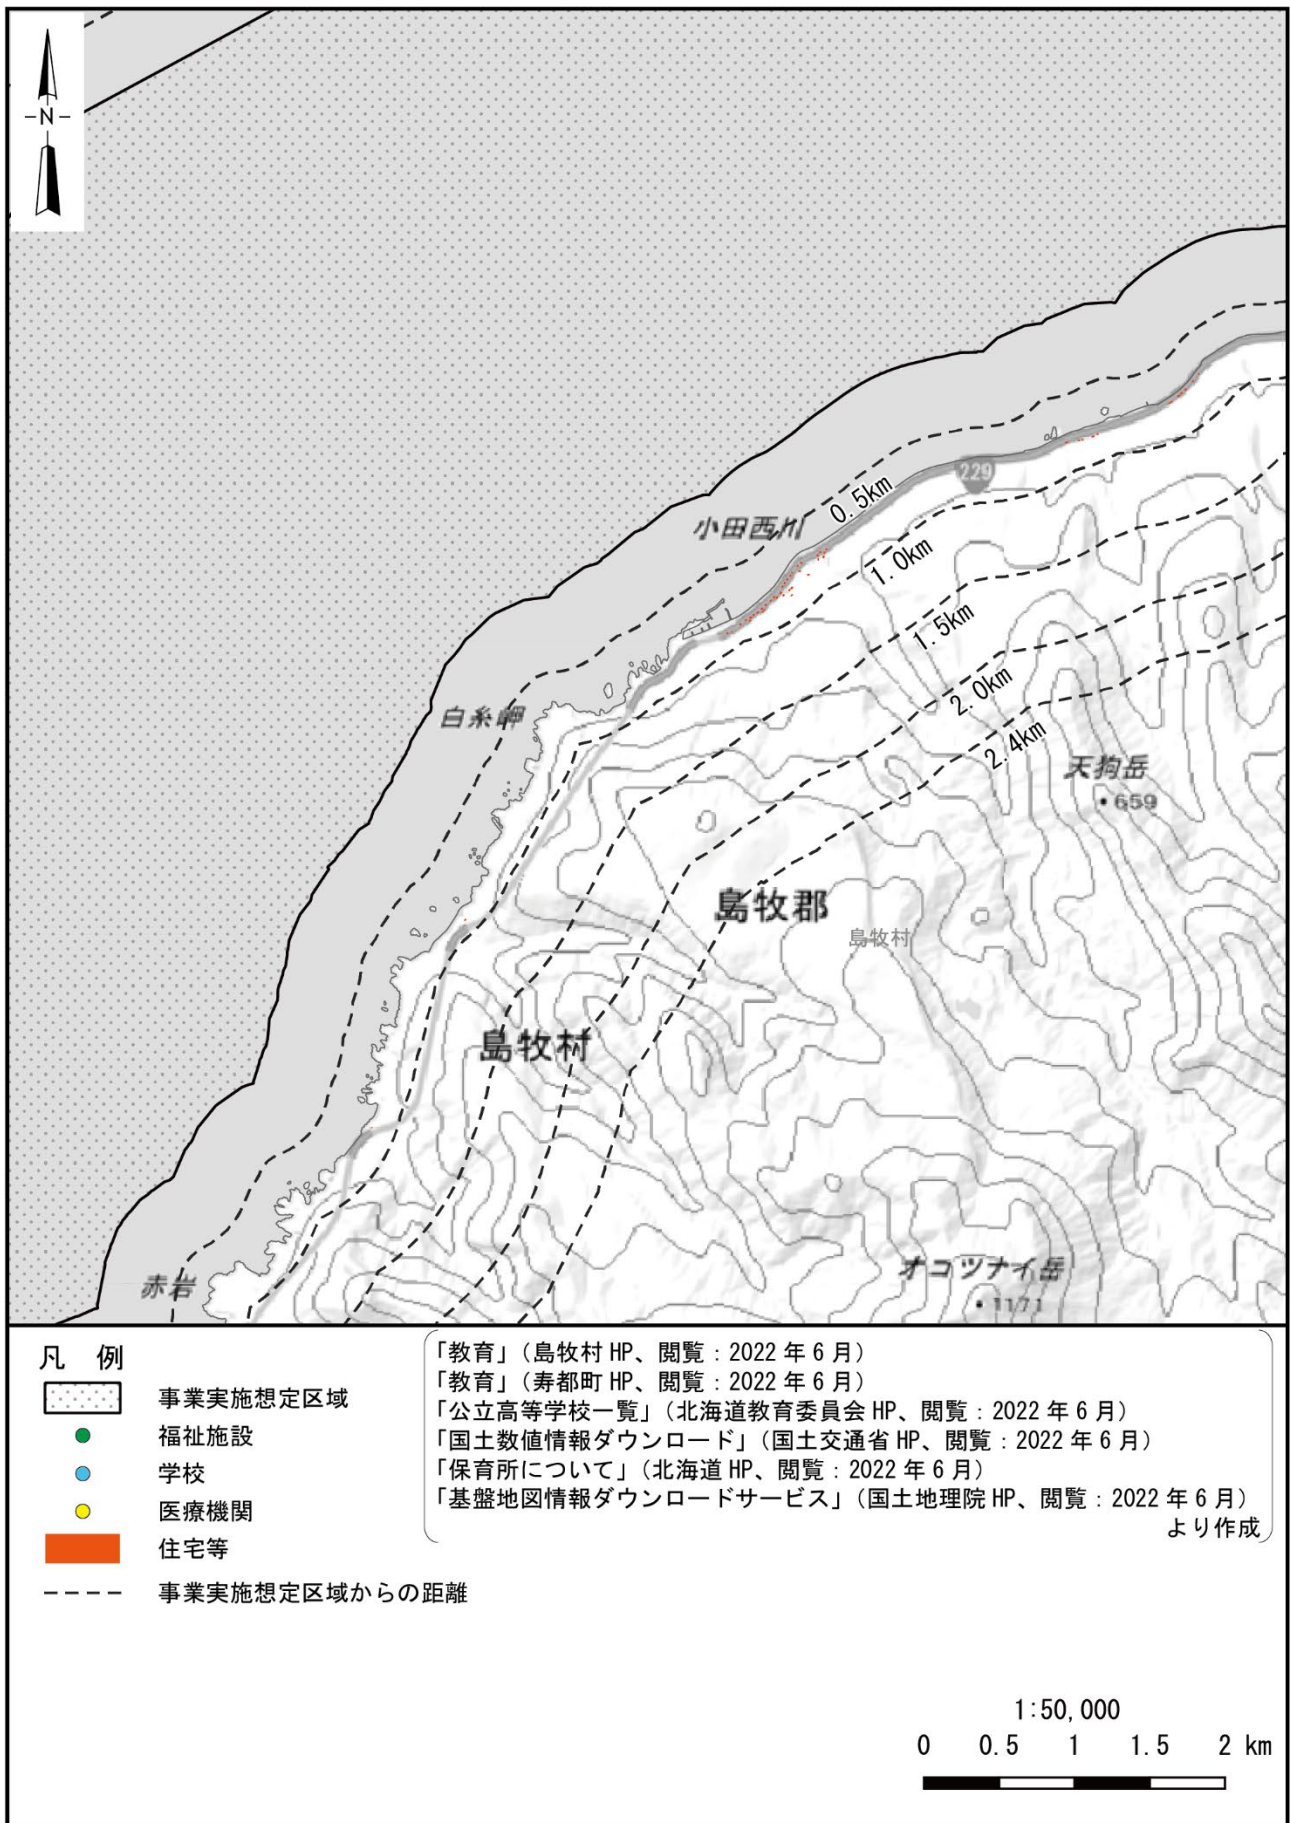 N
229
小田西川
0.5km
1.0km
1.5km
2.0km
2.4km
白糸岬
天狗岳
・659
島牧郡
島牧村
島牧村
オコツナイ岳
・1171
赤岩
凡 例
事業実施想定区域
福祉施設
学校
医療機関
住宅等
事業実施想定区域からの距離
「教育」（島牧村 HP、閲覧：2022 年 6 月）
「教育」（寿都町 HP、閲覧：2022 年 6 月）
「公立高等学校一覧」（北海道教育委員会 HP、閲覧：2022 年 6 月）
「国土数値情報ダウンロード」（国土交通省 HP、閲覧：2022 年 6 月）
「保育所について」（北海道 HP、閲覧：2022 年 6 月）
「基盤地図情報ダウンロードサービス」（国土地理院 HP、閲覧：2022 年 6 月）
より作成
1:50,000
0 0.5 1 1.5 2 km